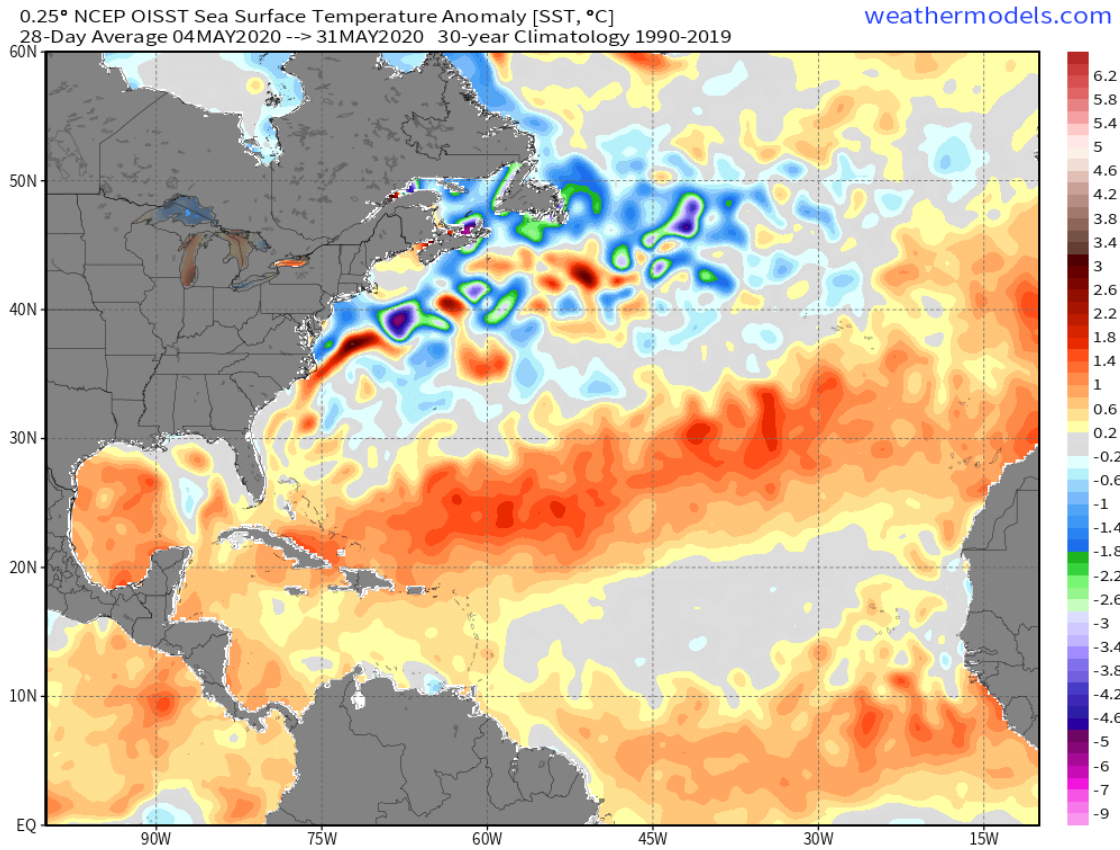 0.25° NCEP OISST Sea Surface Temperature Anomaly [SST, °C]
weathermodels.com
28-Day Average 04MAY2020 --> 31MAY2020 30-year Climatology 1990-2019
60N
50N
40N
30N
20N
10N
EQ
90W
75W
60W
45W
30W
15W
6.2
5.8
5.4
5
4.6
4.2
3.8
3.4
3
2.6
2.2
1.8
1.4
1
0.6
0.2
-0.2
-0.6
-1
-1.4
-1.8
-2.2
-2.6
-3
-3.4
-3.8
-4.2
-4.6
-5
-6
-7
-9